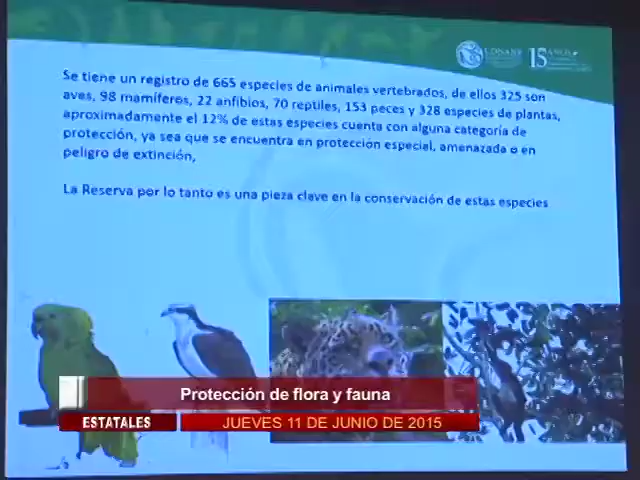 CONANP
15 AÑOS
Se tiene un registro de 665 especies de animales vertebrados, de ellos 325 son
aves, 98 mamíferos, 22 anfibios, 70 reptiles, 153 peces y 328 especies de plantas,
aproximadamente el 12% de estas especies cuenta con alguna categoría de
protección, ya sea que se encuentra en protección especial, amenazada o en
peligro de extinción,
La Reserva por lo tanto es una pieza clave en la conservación de estas especies
Protección de flora y fauna
ESTATALES
JUEVES 11 DE JUNIO DE 2015